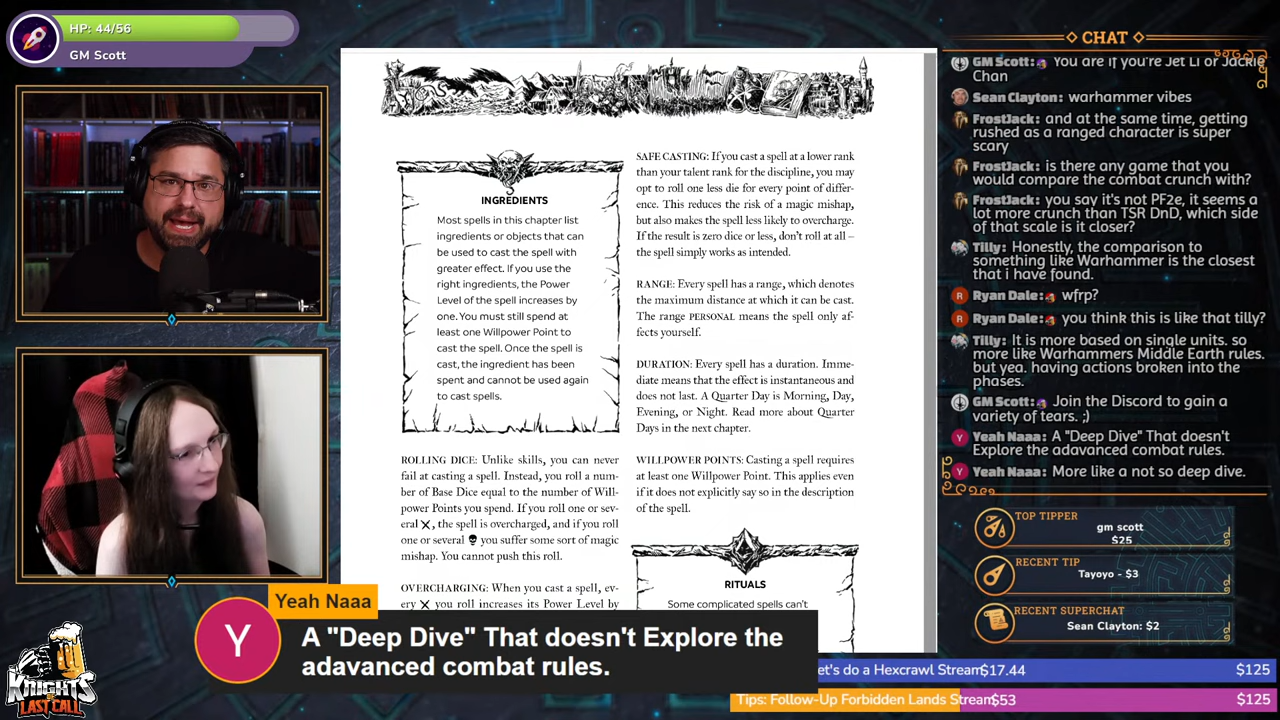 HP: 44/56
GM Scott
INGREDIENTS
Most spells in this chapter list
ingredients or objects that can
be used to cast the spell with
greater effect. If you use the
right ingredients, the Power
Level of the spell increases by
one. You must still spend at
least one Willpower Point to
cast the spell. Once the spell is
cast, the ingredient has been
spent and cannot be used again
to cast spells.
ROLLING DICE: Unlike skills, you can never
fail at casting a spell. Instead, you roll a num-
ber of Base Dice equal to the number of Will-
power Points you spend. If you roll one or sev-
eral ⚔, the spell is overcharged, and if you roll
one or several 💀 you suffer some sort of magic
mishap. You cannot push this roll.
OVERCHARGING: When you cast a spell, ev-
ery ⚔ you roll increases its Power Level by
SAFE CASTING: If you cast a spell at a lower rank
than your talent rank for the discipline, you may
opt to roll one less die for every point of differ-
ence. This reduces the risk of a magic mishap,
but also makes the spell less likely to overcharge.
If the result is zero dice or less, don't roll at all –
the spell simply works as intended.
RANGE: Every spell has a range, which denotes
the maximum distance at which it can be cast.
The range PERSONAL means the spell only af-
fects yourself.
DURATION: Every spell has a duration. Imme-
diate means that the effect is instantaneous and
does not last. A Quarter Day is Morning, Day,
Evening, or Night. Read more about Quarter
Days in the next chapter.
WILLPOWER POINTS: Casting a spell requires
at least one Willpower Point. This applies even
if it does not explicitly say so in the description
of the spell.
RITUALS
Some complicated spells can't
CHAT
GM Scott: You are if you're Jet Li or Jackie
Chan
Sean Clayton: warhammer vibes
FrostJack: and at the same time, getting
rushed as a ranged character is super
scary
FrostJack: is there any game that you
would compare the combat crunch with?
FrostJack: you say it's not PF2e, it seems a
lot more crunch than TSR DnD, which side
of that scale is it closer?
Tilly: Honestly, the comparison to
something like Warhammer is the closest
that i have found.
Ryan Dale: wfrp?
Ryan Dale: you think this is like that tilly?
Tilly: It is more based on single units. so
more like Warhammers Middle Earth rules.
but yea. having actions broken into the
phases.
GM Scott: Join the Discord to gain a
variety of tears. ;)
Y Yeah Naaa: A "Deep Dive" That doesn't
Explore the adavanced combat rules.
Y Yeah Naaa: More like a not so deep dive.
TOP TIPPER
gm scott
$25
RECENT TIP
Tayoyo - $3
RECENT SUPERCHAT
Sean Clayton: $2
Yeah Naaa
Y
A "Deep Dive" That doesn't Explore the
adavanced combat rules.
et's do a Hexcrawl Stream $17.44 $125
Tips: Follow-Up Forbidden Lands Stream $53 $125
KNIGHTS
OF
LAST CALL